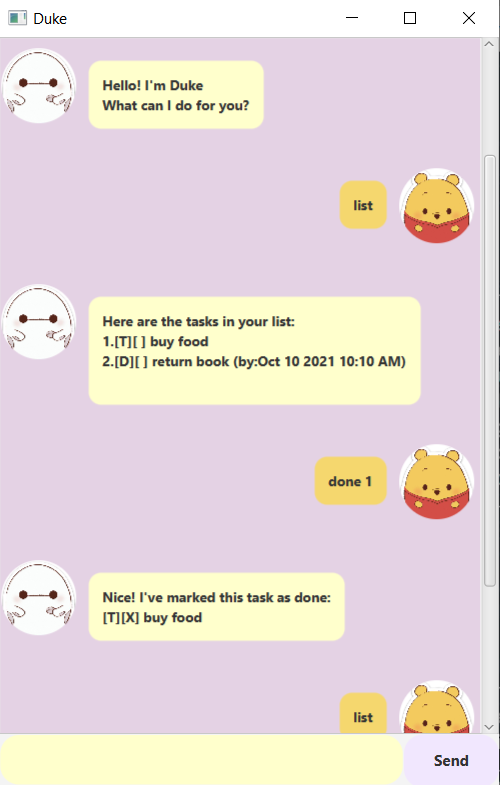 Duke
Hello! I'm Duke
What can I do for you?
list
Here are the tasks in your list:
1.[T][ ] buy food
2.[D][ ] return book (by:Oct 10 2021 10:10 AM)
done 1
Nice! I've marked this task as done:
[T][X] buy food
list
Send